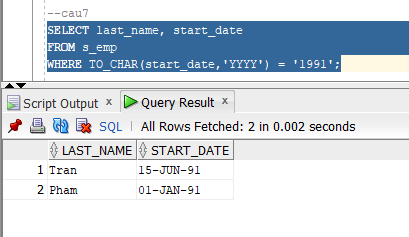 --cau7
SELECT last_name, start_date
FROM s_emp
WHERE TO_CHAR(start_date,'YYYY') = '1991';
Script Output x Query Result x
SQL | All Rows Fetched: 2 in 0.002 seconds
LAST_NAME START_DATE
1 Tran 15-JUN-91
2 Pham 01-JAN-91